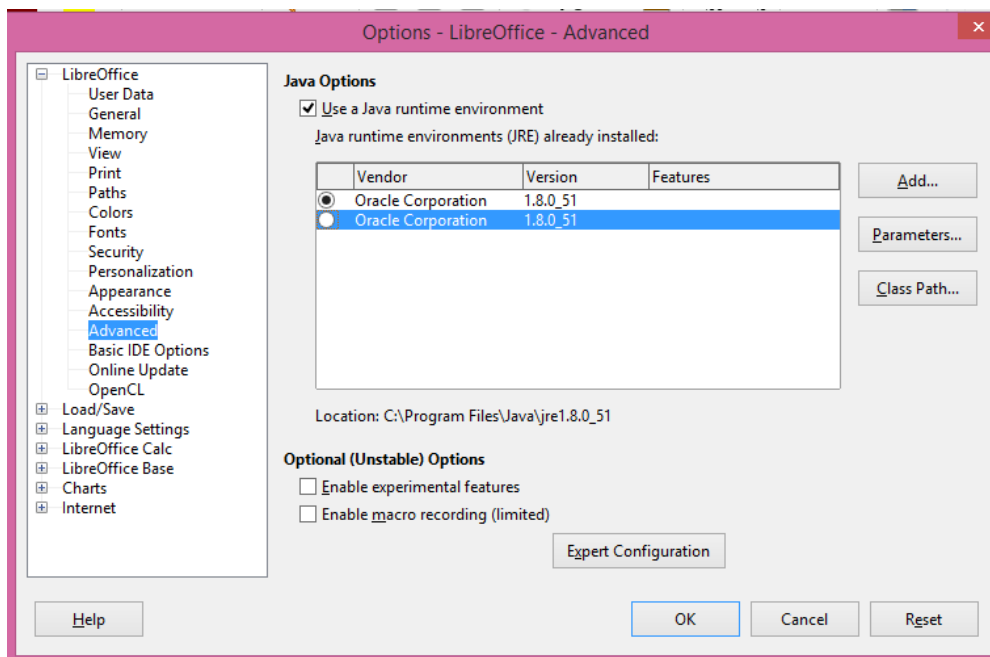 Options - LibreOffice - Advanced
LibreOffice
User Data
General
Memory
View
Print
Paths
Colors
Fonts
Security
Personalization
Appearance
Accessibility
Advanced
Basic IDE Options
Online Update
OpenCL
Load/Save
Language Settings
LibreOffice Calc
LibreOffice Base
Charts
Internet
Java Options
Use a Java runtime environment
Java runtime environments (JRE) already installed:
Vendor Version Features
Oracle Corporation 1.8.0_51
Oracle Corporation 1.8.0_51
Add...
Parameters...
Class Path...
Location: C:\Program Files\Java\jre1.8.0_51
Optional (Unstable) Options
Enable experimental features
Enable macro recording (limited)
Expert Configuration
Help OK Cancel Reset